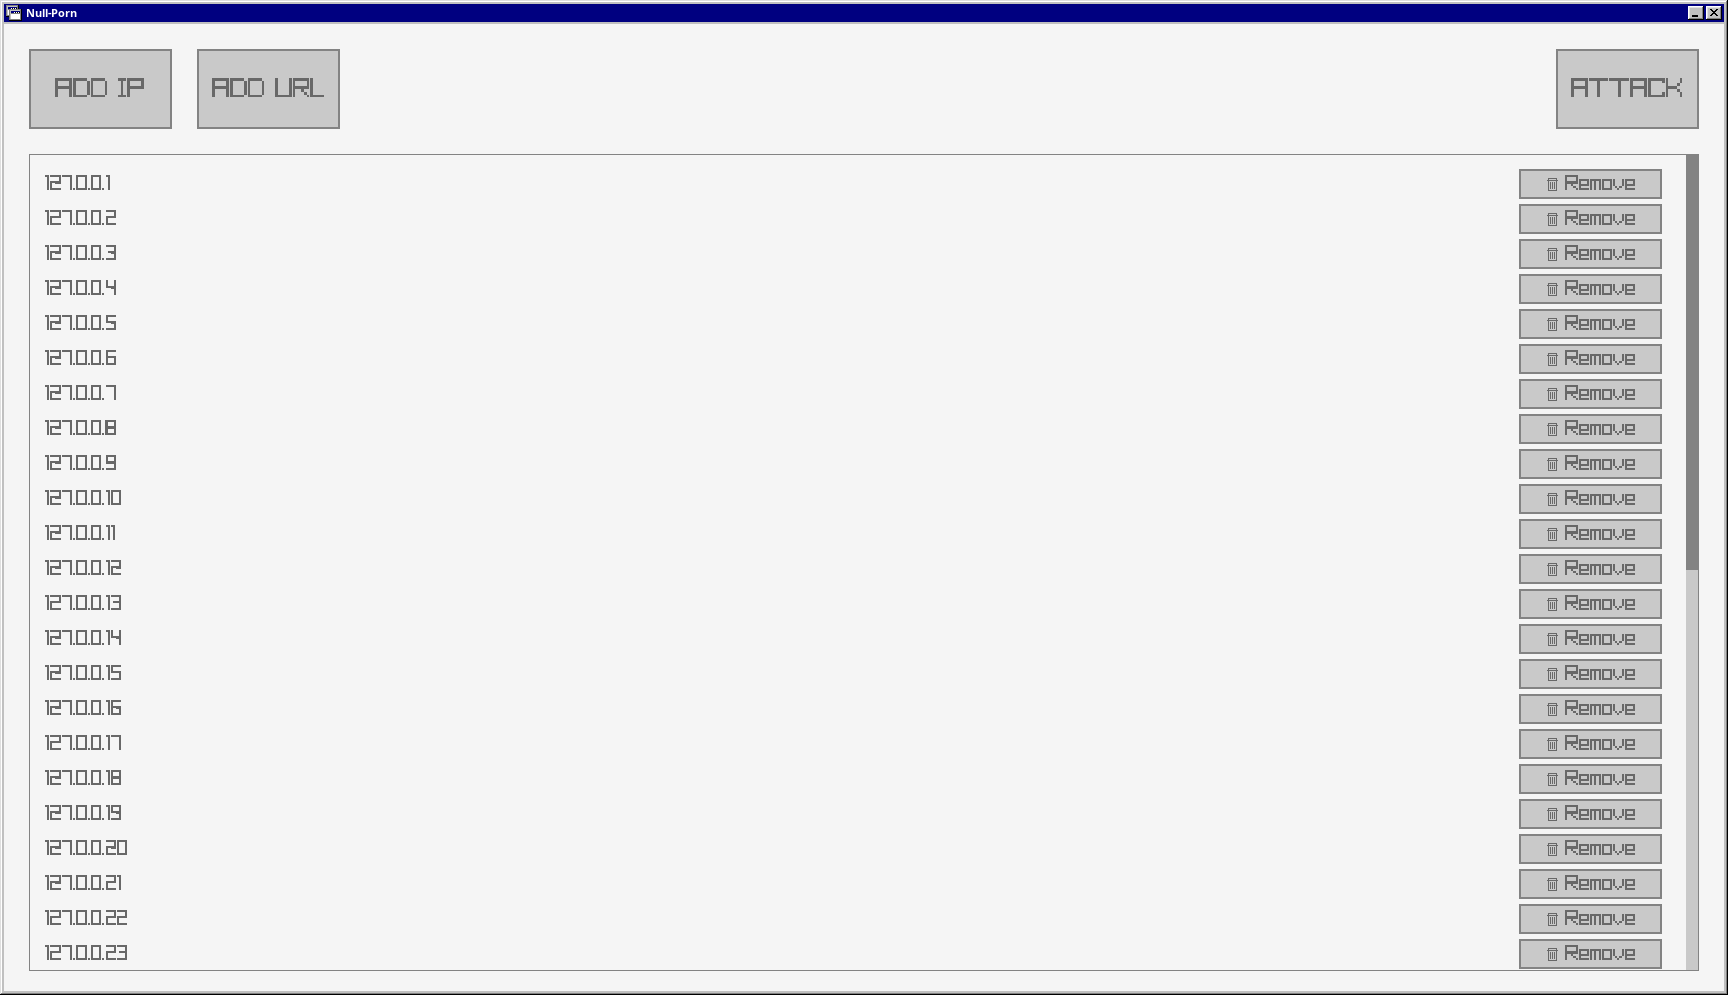 Null-Porn
ADD IP ADD URL ATTACK
127.0.0.1 Remove
127.0.0.2 Remove
127.0.0.3 Remove
127.0.0.4 Remove
127.0.0.5 Remove
127.0.0.6 Remove
127.0.0.7 Remove
127.0.0.8 Remove
127.0.0.9 Remove
127.0.0.10 Remove
127.0.0.11 Remove
127.0.0.12 Remove
127.0.0.13 Remove
127.0.0.14 Remove
127.0.0.15 Remove
127.0.0.16 Remove
127.0.0.17 Remove
127.0.0.18 Remove
127.0.0.19 Remove
127.0.0.20 Remove
127.0.0.21 Remove
127.0.0.22 Remove
127.0.0.23 Remove